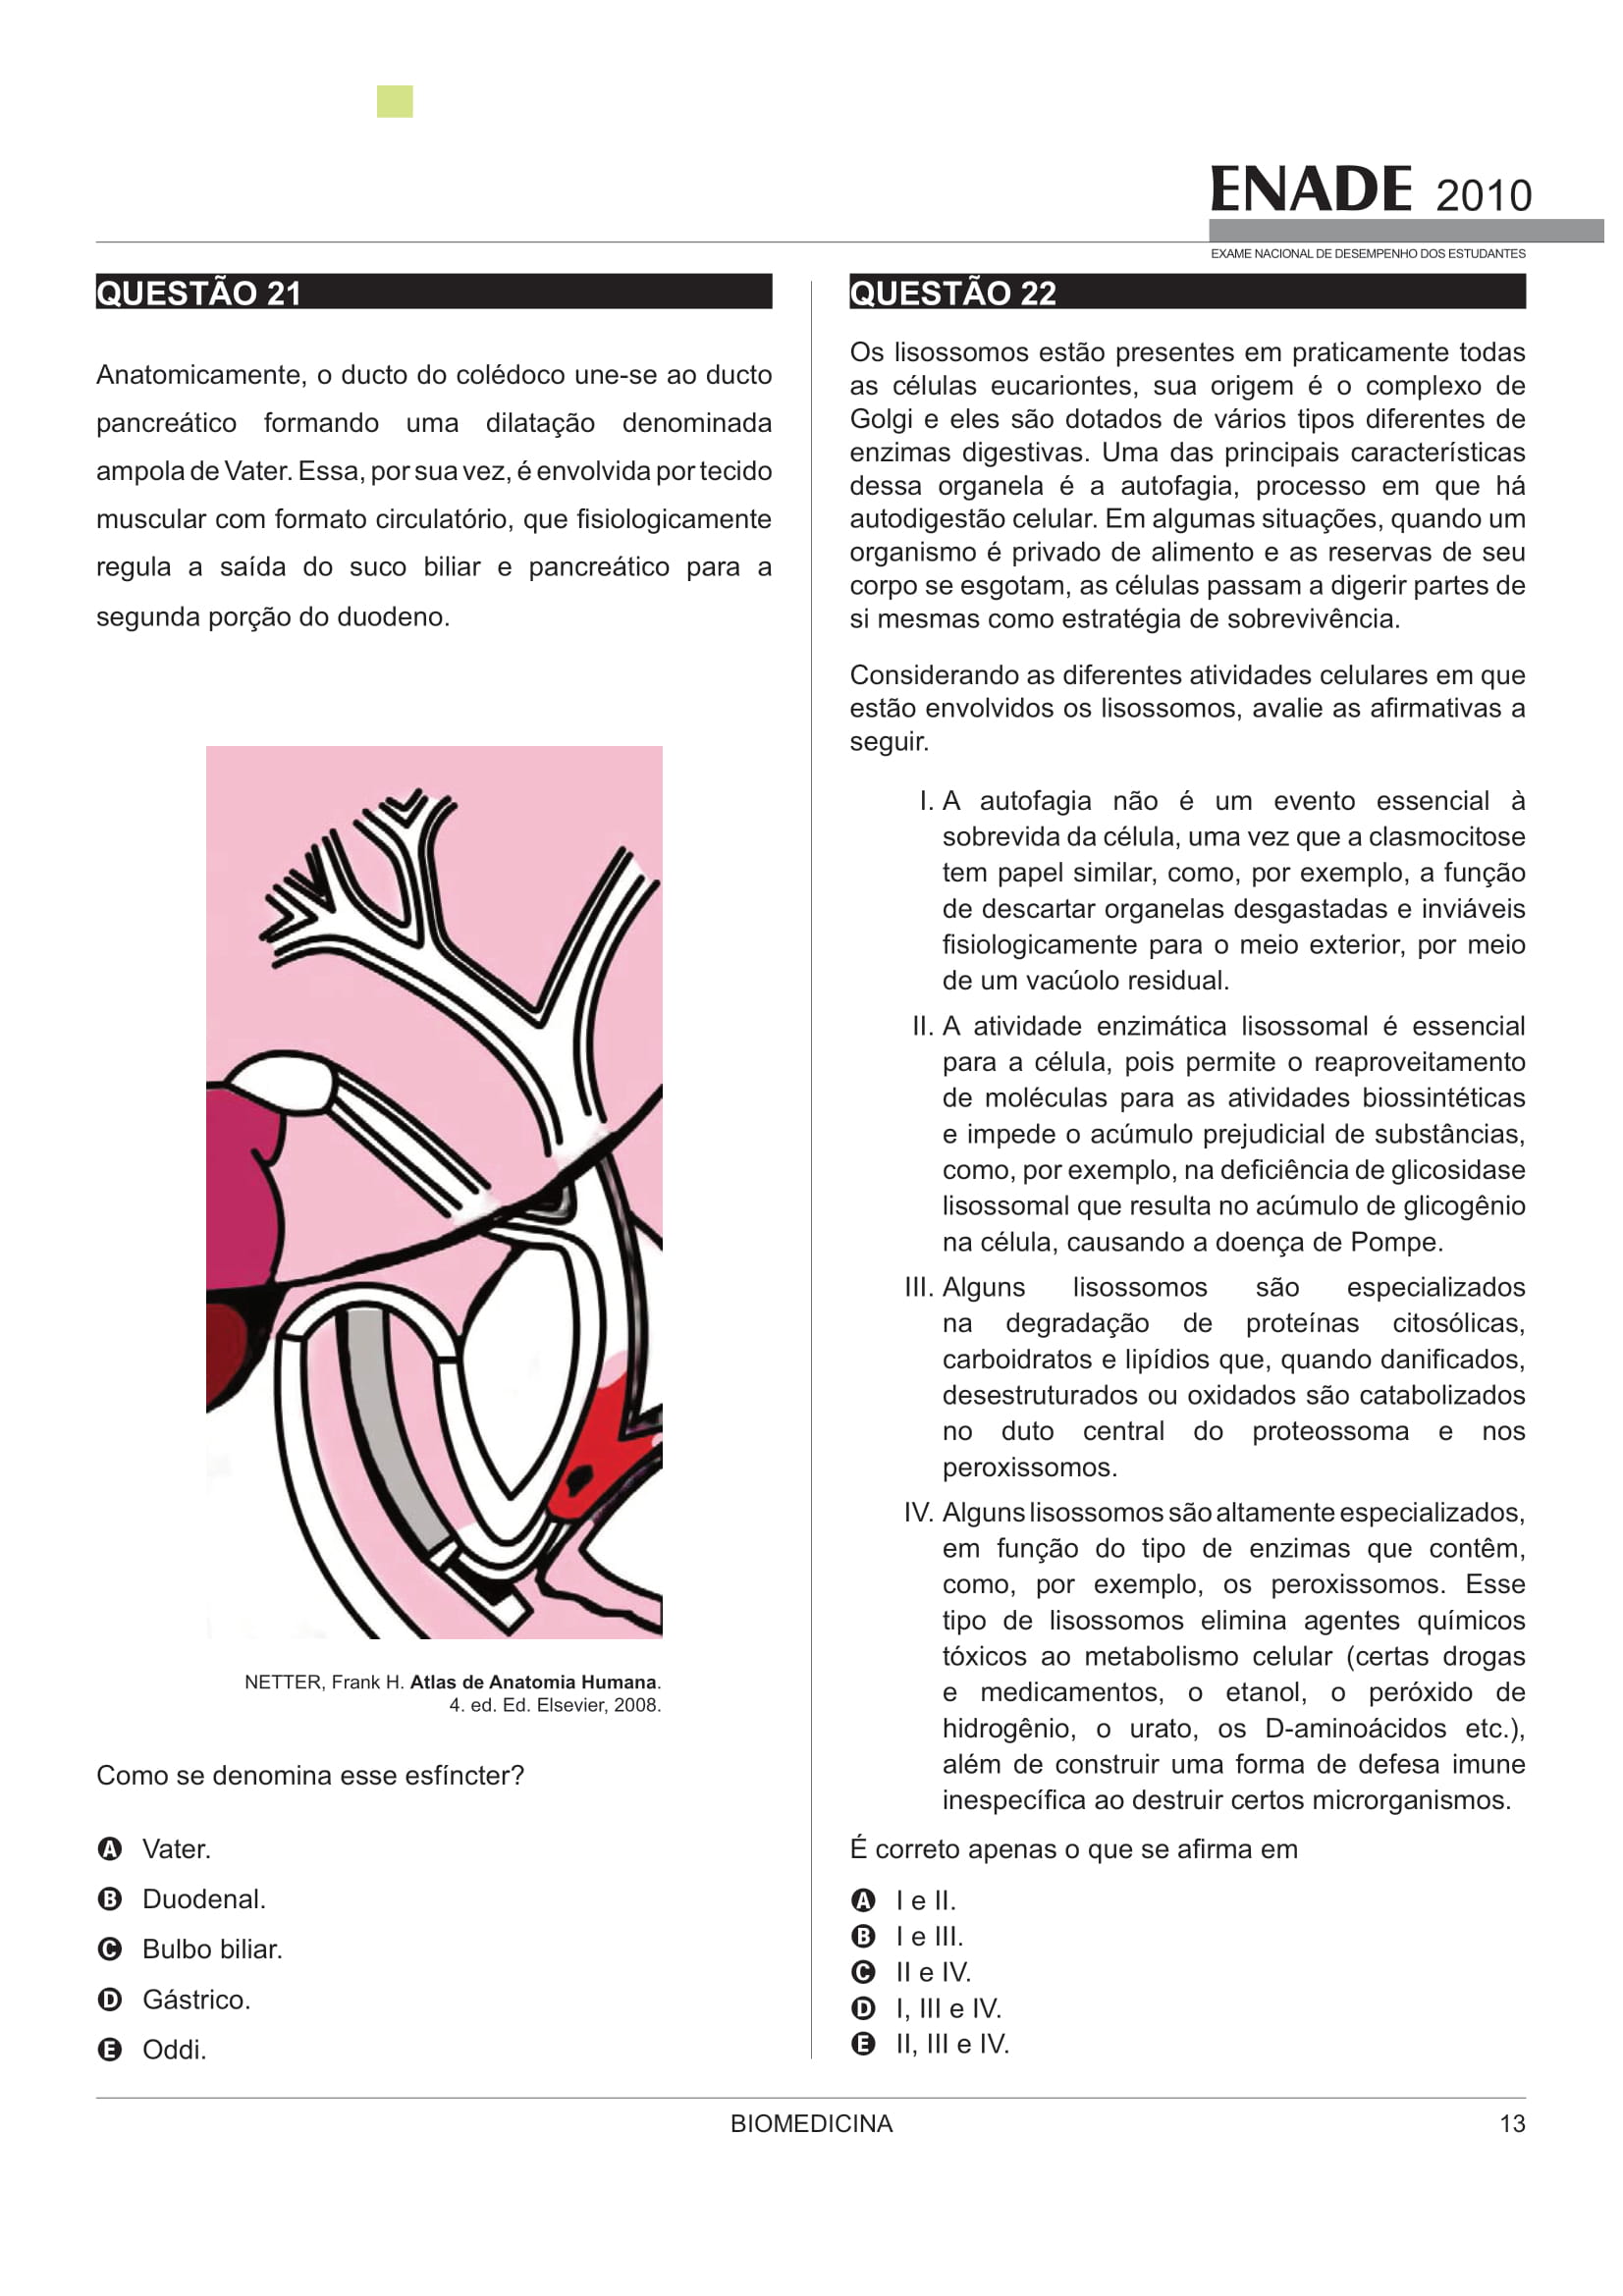 ENADE 2010
EXAME NACIONAL DE DESEMPENHO DOS ESTUDANTES
QUESTÃO 21
Anatomicamente, o ducto do colédoco une-se ao ducto
pancreático formando uma dilatação denominada
ampola de Vater. Essa, por sua vez, é envolvida por tecido
muscular com formato circulatório, que fisiologicamente
regula a saída do suco biliar e pancreático para a
segunda porção do duodeno.
NETTER, Frank H. Atlas de Anatomia Humana.
4. ed. Ed. Elsevier, 2008.
Como se denomina esse esfíncter?
A Vater.
B Duodenal.
C Bulbo biliar.
D Gástrico.
E Oddi.
QUESTÃO 22
Os lisossomos estão presentes em praticamente todas
as células eucariontes, sua origem é o complexo de
Golgi e eles são dotados de vários tipos diferentes de
enzimas digestivas. Uma das principais características
dessa organela é a autofagia, processo em que há
autodigestão celular. Em algumas situações, quando um
organismo é privado de alimento e as reservas de seu
corpo se esgotam, as células passam a digerir partes de
si mesmas como estratégia de sobrevivência.
Considerando as diferentes atividades celulares em que
estão envolvidos os lisossomos, avalie as afirmativas a
seguir.
I. A autofagia não é um evento essencial à
sobrevida da célula, uma vez que a clasmocitose
tem papel similar, como, por exemplo, a função
de descartar organelas desgastadas e inviáveis
fisiologicamente para o meio exterior, por meio
de um vacúolo residual.
II. A atividade enzimática lisossomal é essencial
para a célula, pois permite o reaproveitamento
de moléculas para as atividades biossintéticas
e impede o acúmulo prejudicial de substâncias,
como, por exemplo, na deficiência de glicosidase
lisossomal que resulta no acúmulo de glicogênio
na célula, causando a doença de Pompe.
III. Alguns lisossomos são especializados
na degradação de proteínas citosólicas,
carboidratos e lipídios que, quando danificados,
desestruturados ou oxidados são catabolizados
no duto central do proteossoma e nos
peroxissomos.
IV. Alguns lisossomos são altamente especializados,
em função do tipo de enzimas que contêm,
como, por exemplo, os peroxissomos. Esse
tipo de lisossomos elimina agentes químicos
tóxicos ao metabolismo celular (certas drogas
e medicamentos, o etanol, o peróxido de
hidrogênio, o urato, os D-aminoácidos etc.),
além de construir uma forma de defesa imune
inespecífica ao destruir certos microrganismos.
É correto apenas o que se afirma em
A I e II.
B I e III.
C II e IV.
D I, III e IV.
E II, III e IV.
BIOMEDICINA
13